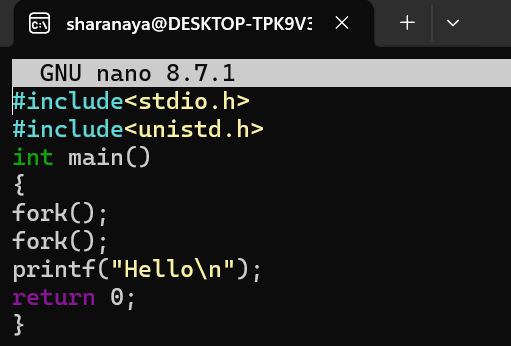 sharanaya@DESKTOP-TPK9V3
GNU nano 8.7.1
#include<stdio.h>
#include<unistd.h>
int main()
{
fork();
fork();
printf("Hello\n");
return 0;
}